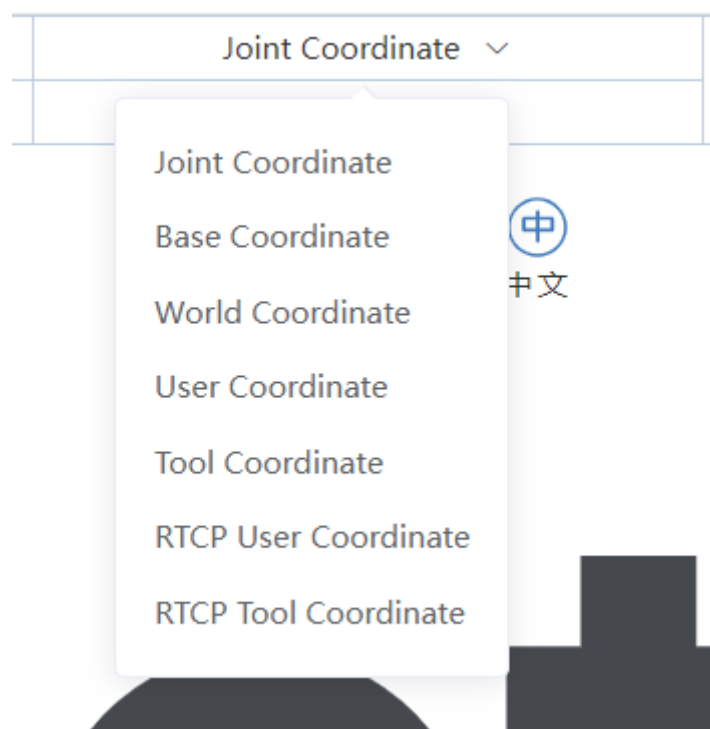 Joint Coordinate
Joint Coordinate
Base Coordinate
World Coordinate
User Coordinate
Tool Coordinate
RTCP User Coordinate
RTCP Tool Coordinate
中
中文